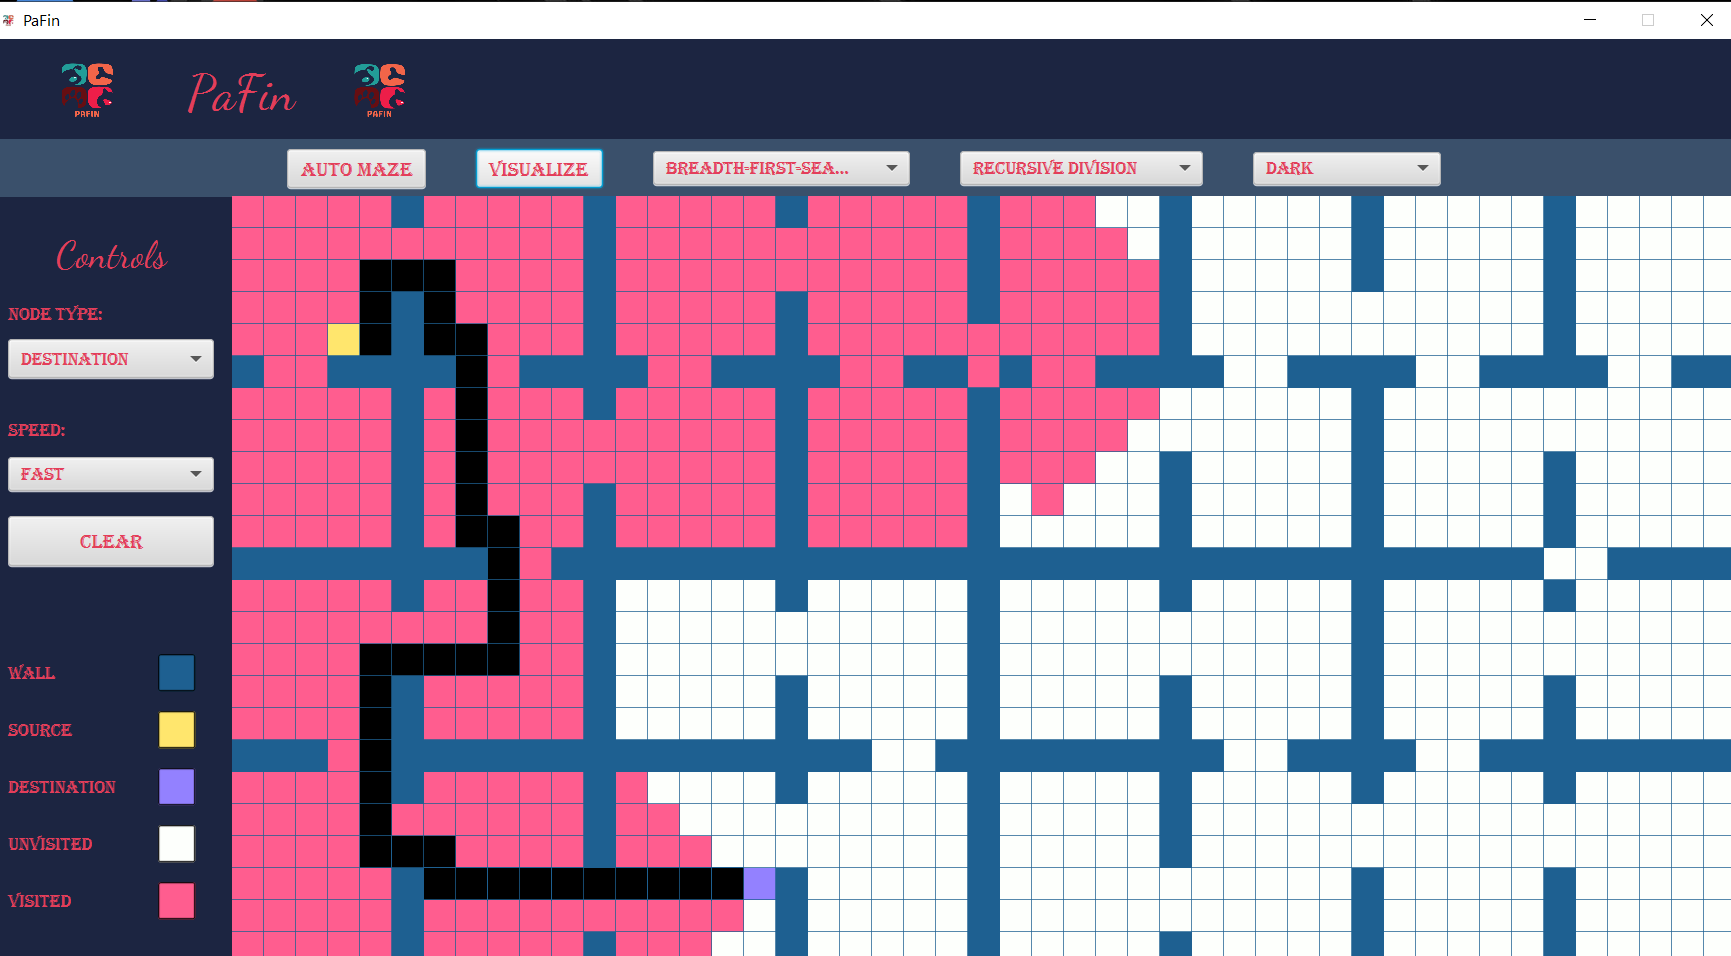 PaFin
PAFIN
PaFin
PAFIN
AUTO MAZE
VISUALIZE
BREADTH-FIRST-SEA...
RECURSIVE DIVISION
DARK
Controls
NODE TYPE:
DESTINATION
SPEED:
FAST
CLEAR
WALL
SOURCE
DESTINATION
UNVISITED
VISITED